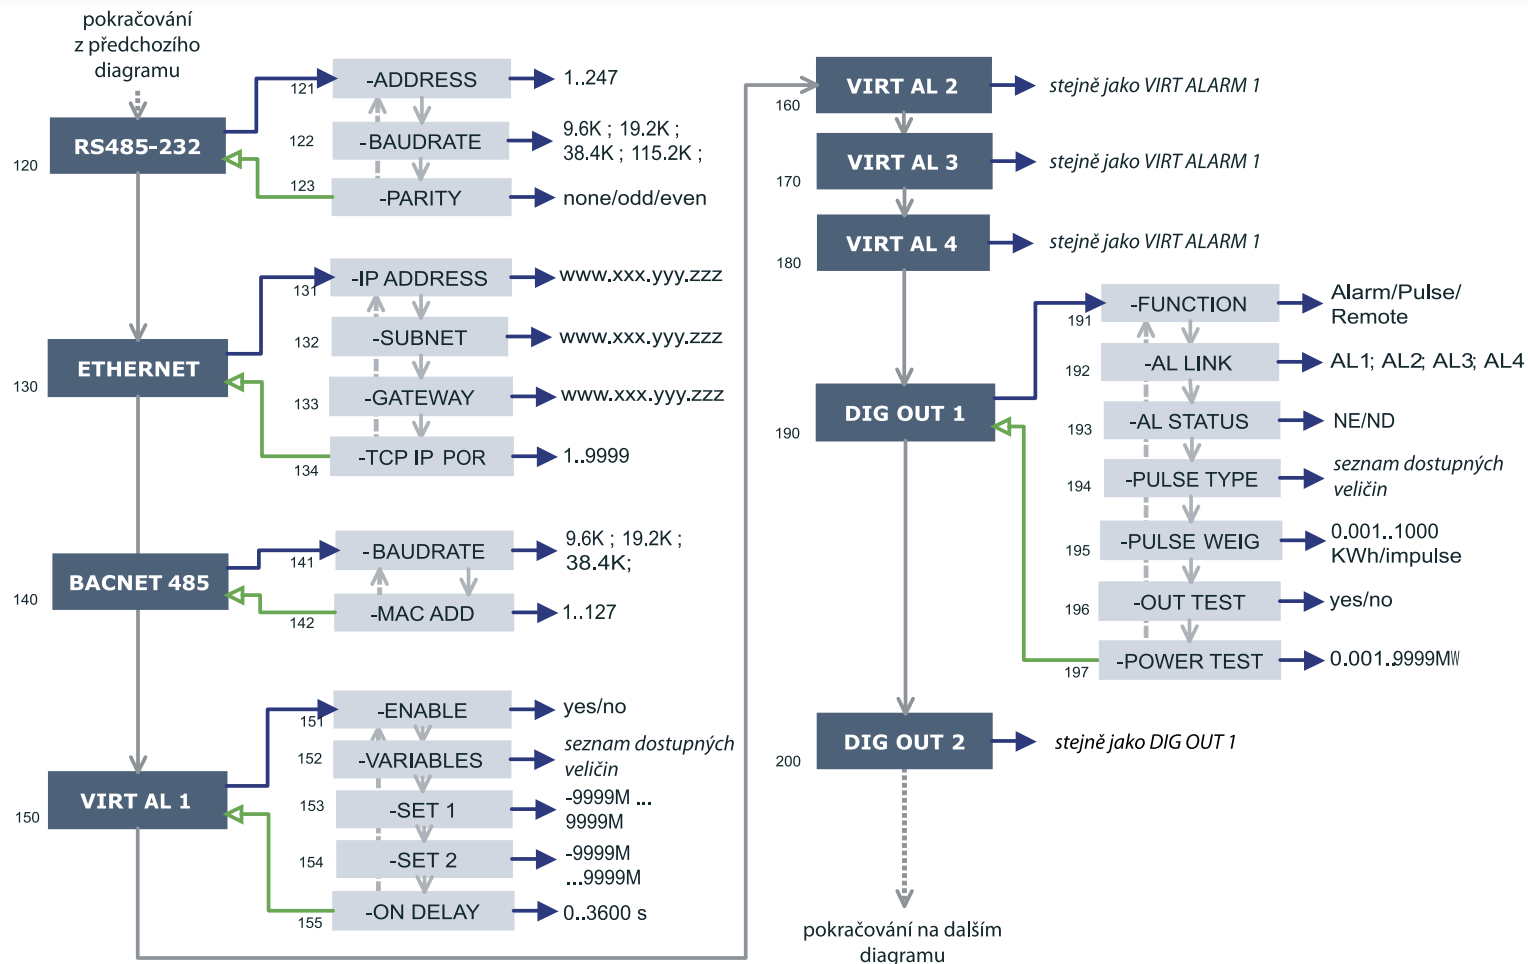 pokračování
z předchozího
diagramu
RS485-232
120
121
-ADDRESS
1..247
122
-BAUDRATE
9.6K ; 19.2K ;
38.4K ; 115.2K ;
123
-PARITY
none/odd/even
ETHERNET
130
131
-IP ADDRESS
www.xxx.yyy.zzz
132
-SUBNET
www.xxx.yyy.zzz
133
-GATEWAY
www.xxx.yyy.zzz
134
-TCP IP POR
1..9999
BACNET 485
140
141
-BAUDRATE
9.6K ; 19.2K ;
38.4K;
142
-MAC ADD
1..127
VIRT AL 1
150
151
-ENABLE
yes/no
152
-VARIABLES
seznam dostupných
veličin
153
-SET 1
-9999M ...
9999M
154
-SET 2
-9999M
...9999M
155
-ON DELAY
0..3600 s
VIRT AL 2
160
stejně jako VIRT ALARM 1
VIRT AL 3
170
stejně jako VIRT ALARM 1
VIRT AL 4
180
stejně jako VIRT ALARM 1
DIG OUT 1
190
191
-FUNCTION
Alarm/Pulse/
Remote
192
-AL LINK
AL1; AL2; AL3; AL4
193
-AL STATUS
NE/ND
194
-PULSE TYPE
seznam dostupných
veličin
195
-PULSE WEIG
0.001..1000
KWh/impulse
196
-OUT TEST
yes/no
197
-POWER TEST
0.001..9999MW
DIG OUT 2
200
stejně jako DIG OUT 1
pokračování na dalším
diagramu